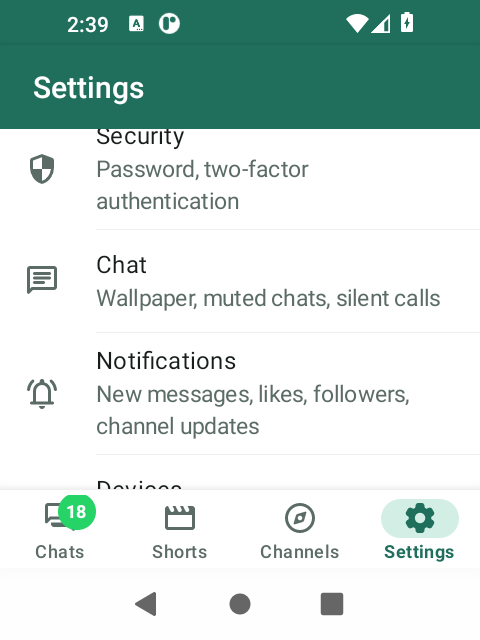 2:39
Settings
Security
Password, two-factor
authentication
Chat
Wallpaper, muted chats, silent calls
Notifications
New messages, likes, followers,
channel updates
Devices
18
Chats
Shorts
Channels
Settings